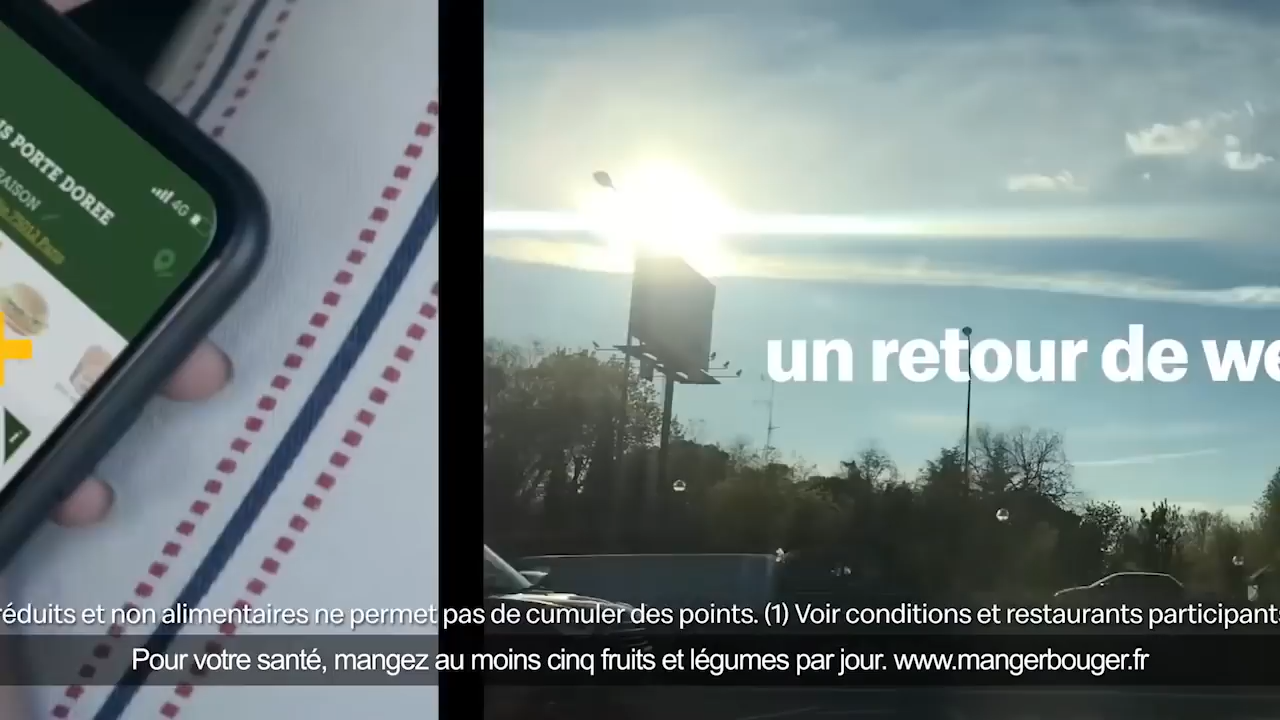 PORTE DOREE
4G
+
un retour de we
réduits et non alimentaires ne permet pas de cumuler des points. (1) Voir conditions et restaurants participants
Pour votre santé, mangez au moins cinq fruits et légumes par jour. www.mangerbouger.fr